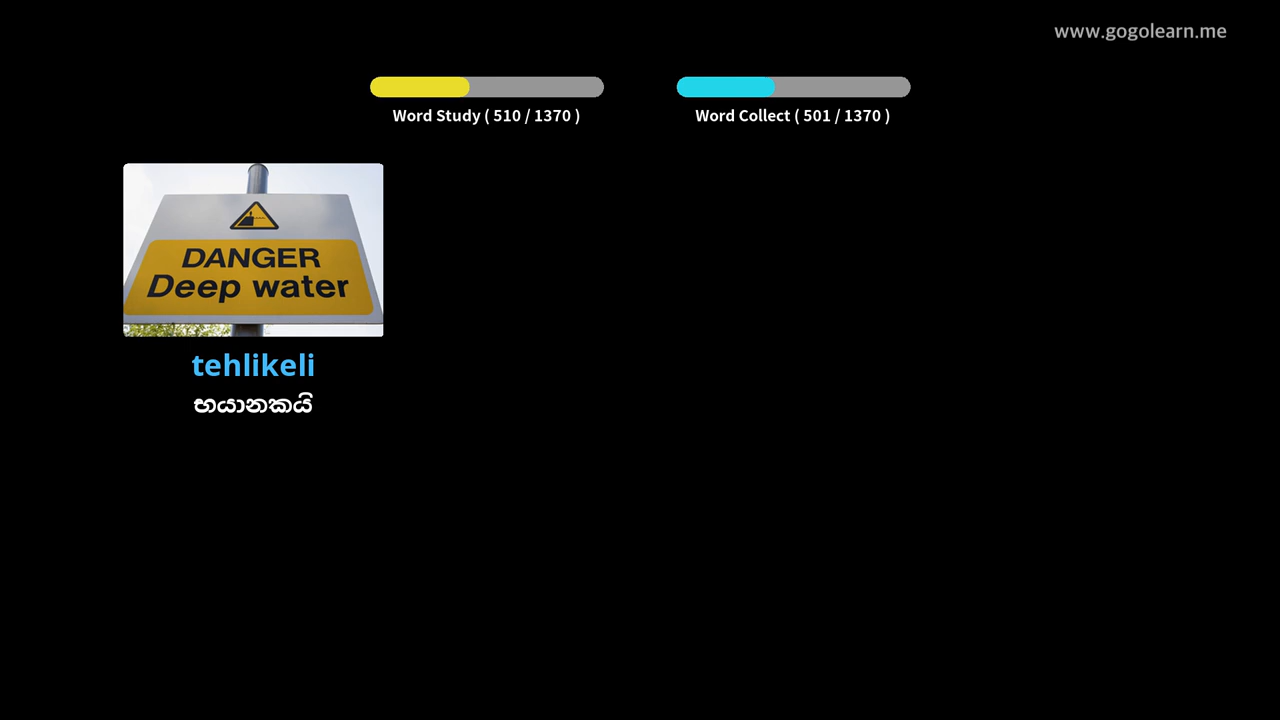 www.gogolearn.me
Word Study ( 510 / 1370 )
Word Collect ( 501 / 1370 )
DANGER
Deep water
tehlikeli
භයානකයි